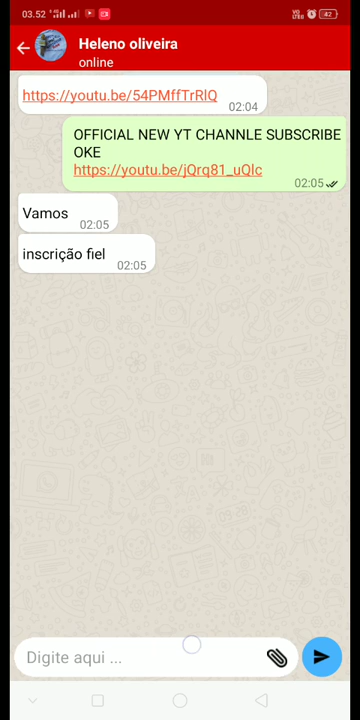 03.52
42
Heleno oliveira
online
https://youtu.be/54PMffTrRlQ
02:04
OFFICIAL NEW YT CHANNLE SUBSCRIBE
OKE
https://youtu.be/jQrq81_uQlc
02:05
Vamos
02:05
inscrição fiel
02:05
Digite aqui ...